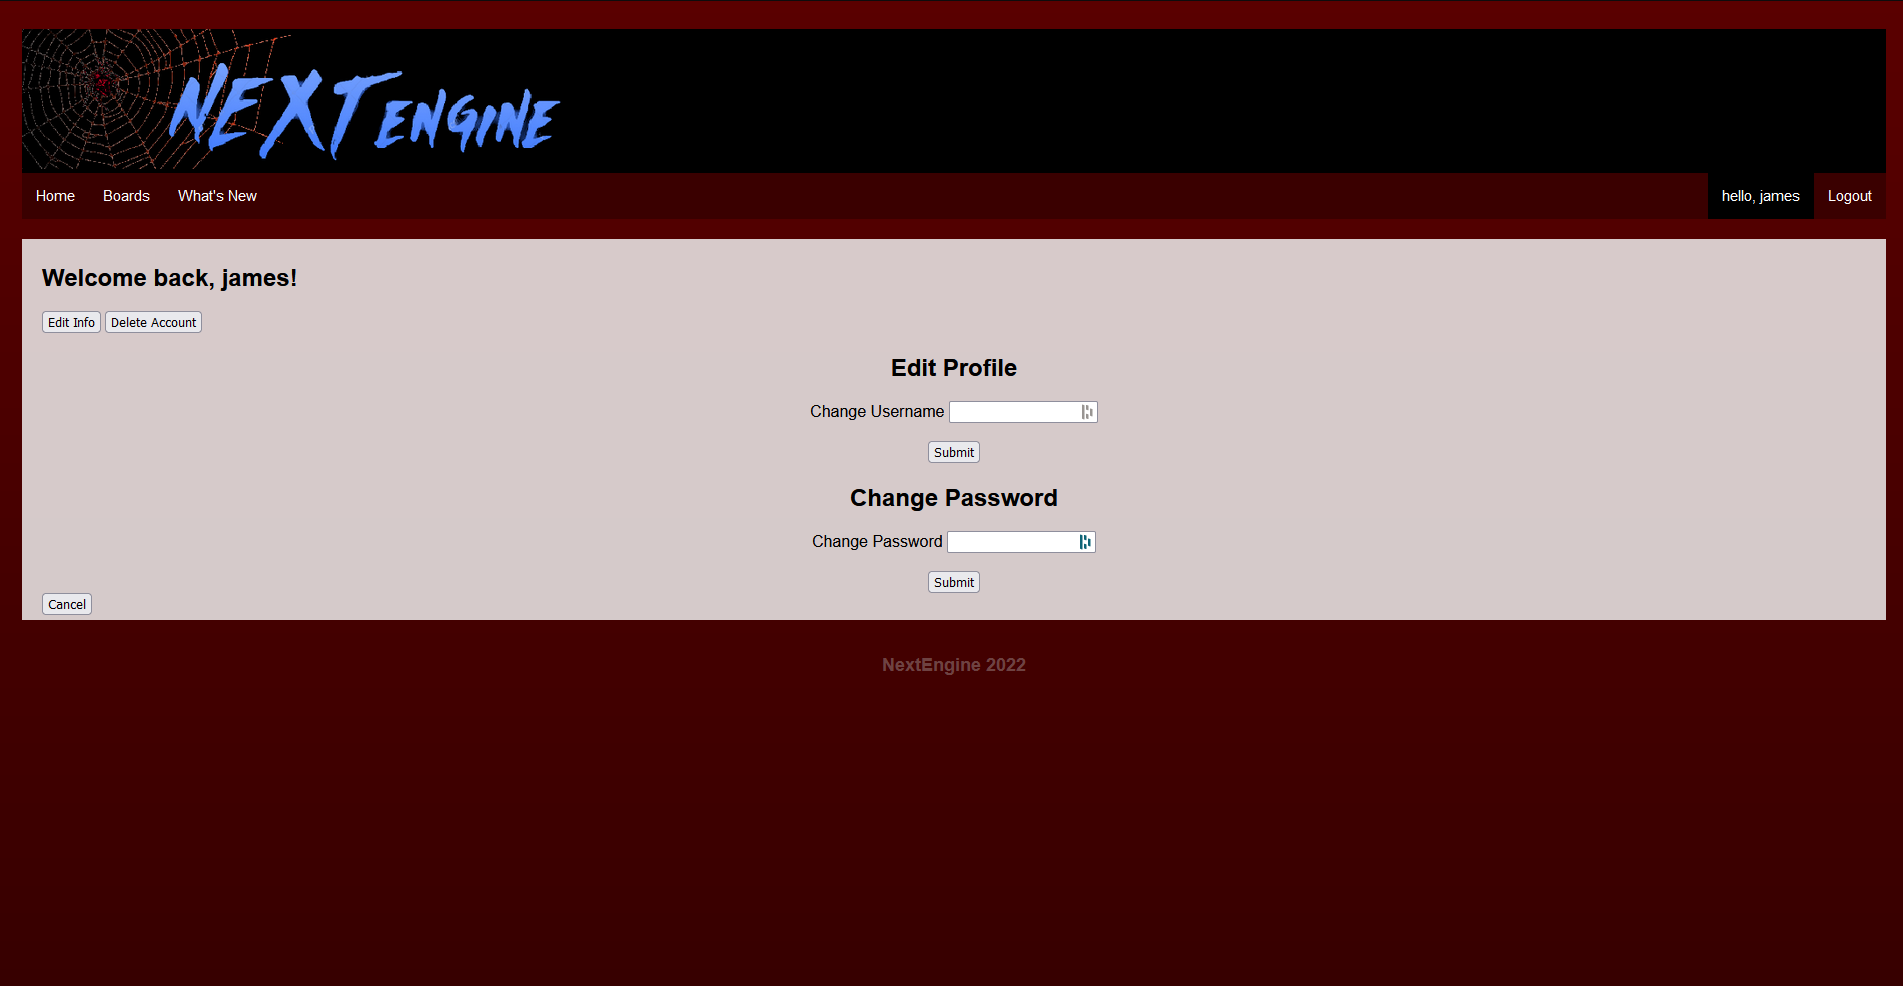 NEXT ENGINE
Home Boards What's New hello, james Logout
Welcome back, james!
Edit Info Delete Account
Edit Profile
Change Username
Submit
Change Password
Change Password
Submit
Cancel
NextEngine 2022